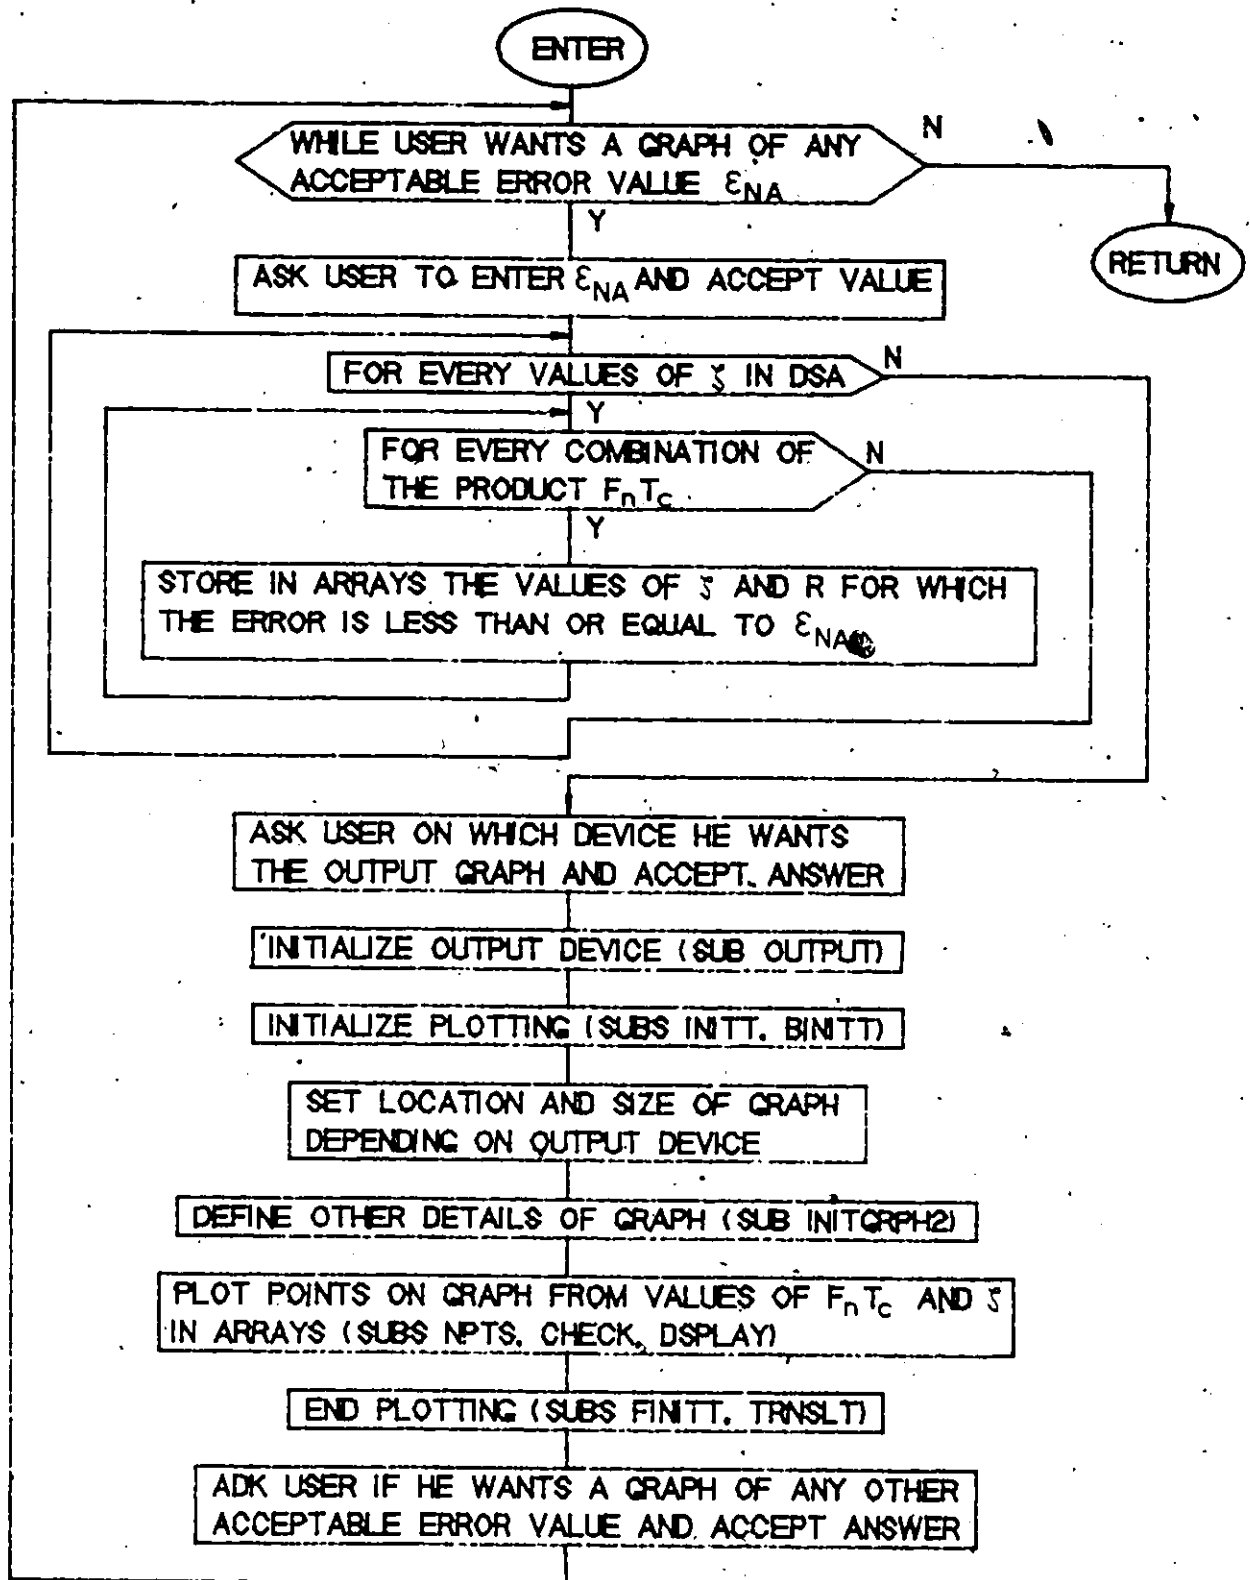 ENTER
WHILE USER WANTS A GRAPH OF ANY
ACCEPTABLE ERROR VALUE ε_NA
N
Y
RETURN
ASK USER TO ENTER ε_NA AND ACCEPT VALUE
FOR EVERY VALUES OF ζ IN DSA
N
Y
FOR EVERY COMBINATION OF
THE PRODUCT F_n T_c
N
Y
STORE IN ARRAYS THE VALUES OF ζ AND R FOR WHICH
THE ERROR IS LESS THAN OR EQUAL TO ε_NA
ASK USER ON WHICH DEVICE HE WANTS
THE OUTPUT GRAPH AND ACCEPT. ANSWER
INITIALIZE OUTPUT DEVICE (SUB OUTPUT)
INITIALIZE PLOTTING (SUBS INITT. BINITT)
SET LOCATION AND SIZE OF GRAPH
DEPENDING ON OUTPUT DEVICE
DEFINE OTHER DETAILS OF GRAPH (SUB INITGRPH2)
PLOT POINTS ON GRAPH FROM VALUES OF F_n T_c AND ζ
IN ARRAYS (SUBS NPTS. CHECK, DSPLAY)
END PLOTTING (SUBS FINITT. TRNSLT)
ADK USER IF HE WANTS A GRAPH OF ANY OTHER
ACCEPTABLE ERROR VALUE AND ACCEPT ANSWER